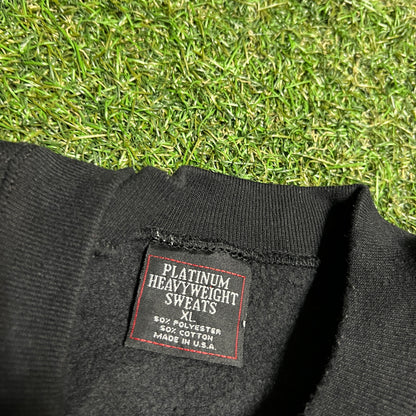 PLATINUM
HEAVYWEIGHT
SWEATS
XL
50% POLYESTER
50% COTTON
MADE IN U.S.A.